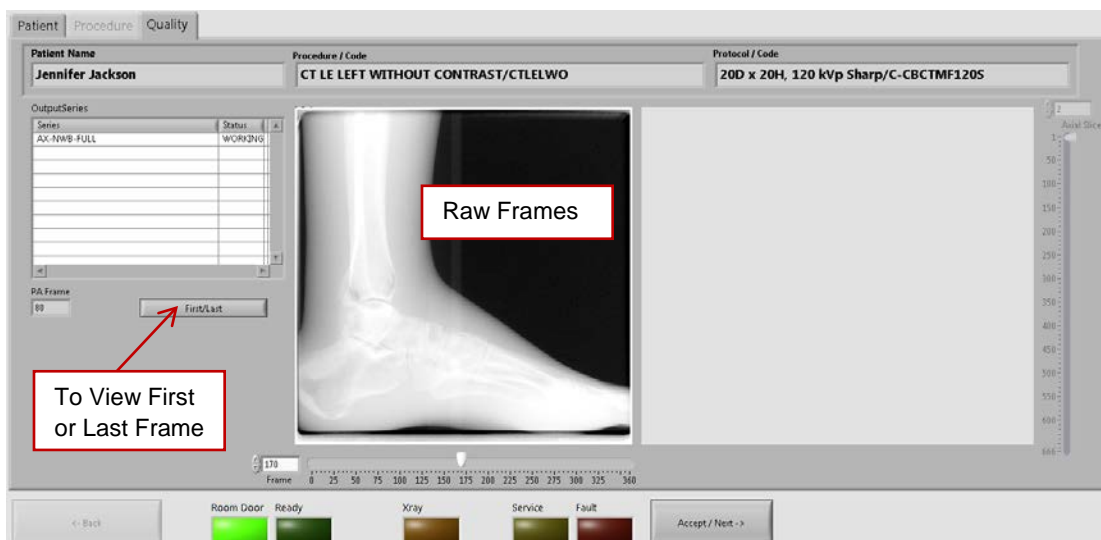 Patient Procedure Quality
Patient Name
Jennifer Jackson
Procedure / Code
CT LE LEFT WITHOUT CONTRAST/CTLELWO
Protocol / Code
20D x 20H, 120 kVp Sharp/C-CBCTMF120S
OutputSeries
Series Status
AX-NWB-FULL WORKING
PA Frame
80
First/Last
To View First
or Last Frame
Raw Frames
2
Axial Slice
1
50
100
150
200
250
300
350
400
450
500
550
600
666
170
Frame
0 25 50 75 100 125 150 175 200 225 250 275 300 325 360
<- Back
Room Door Ready Xray Service Fault
Accept / Next ->